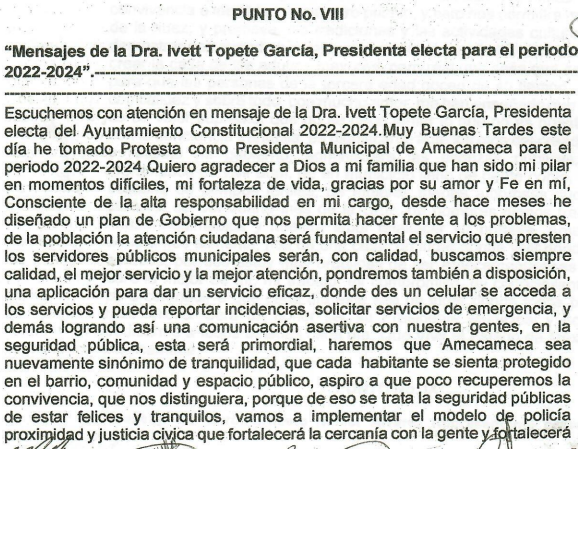 PUNTO No. VIII
“Mensajes de la Dra. Ivett Topete García, Presidenta electa para el periodo
2022-2024”.------------------------------------------------------------
------------------------------------------------------------------------
Escuchemos con atención en mensaje de la Dra. Ivett Topete García, Presidenta
electa del Ayuntamiento Constitucional 2022-2024.Muy Buenas Tardes este
día he tomado Protesta como Presidenta Municipal de Amecameca para el
periodo 2022-2024 Quiero agradecer a Dios a mi familia que han sido mi pilar
en momentos difíciles, mi fortaleza de vida, gracias por su amor y Fe en mí,
Consciente de la alta responsabilidad en mi cargo, desde hace meses he
diseñado un plan de Gobierno que nos permita hacer frente a los problemas,
de la población la atención ciudadana será fundamental el servicio que presten
los servidores públicos municipales serán, con calidad, buscamos siempre
calidad, el mejor servicio y la mejor atención, pondremos también a disposición,
una aplicación para dar un servicio eficaz, donde des un celular se acceda a
los servicios y pueda reportar incidencias, solicitar servicios de emergencia, y
demás logrando así una comunicación asertiva con nuestra gentes, en la
seguridad pública, esta será primordial, haremos que Amecameca sea
nuevamente sinónimo de tranquilidad, que cada habitante se sienta protegido
en el barrio, comunidad y espacio público, aspiro a que poco recuperemos la
convivencia, que nos distinguiera, porque de eso se trata la seguridad públicas
de estar felices y tranquilos, vamos a implementar el modelo de policía
proximidad y justicia cívica que fortalecerá la cercanía con la gente y fortalecerá